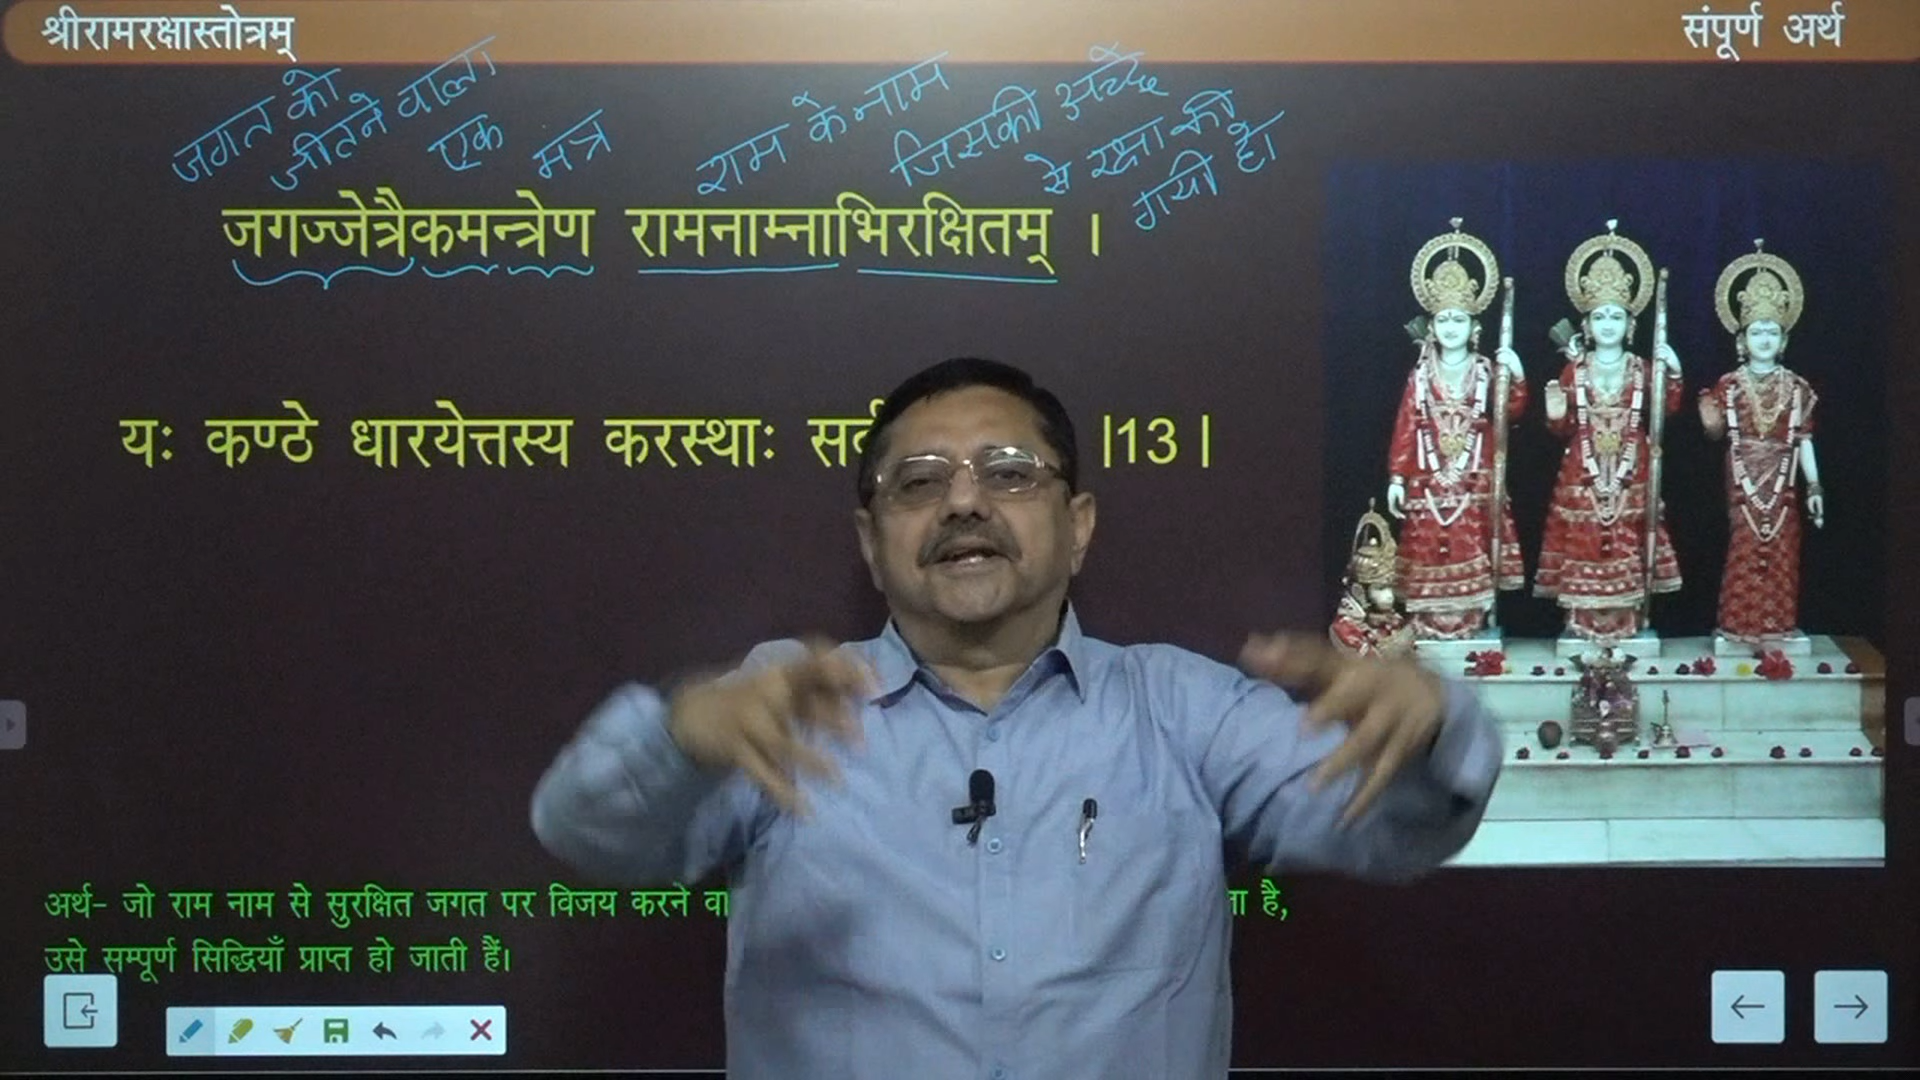 श्रीरामरक्षास्तोत्रम्
संपूर्ण अर्थ
जगत को
जीतने वाला
एक
मंत्र
राम के नाम
जिसकी अच्छे
से रक्षा की
गयी हो
जगज्जेत्रैकमन्त्रेण रामनाम्नाभिरक्षितम् ।
यः कण्ठे धारयेत्तस्य करस्थाः |13|
अर्थ- जो राम नाम से सुरक्षित जगत पर विजय करने है,
उसे सम्पूर्ण सिद्धियाँ प्राप्त हो जाती हैं।